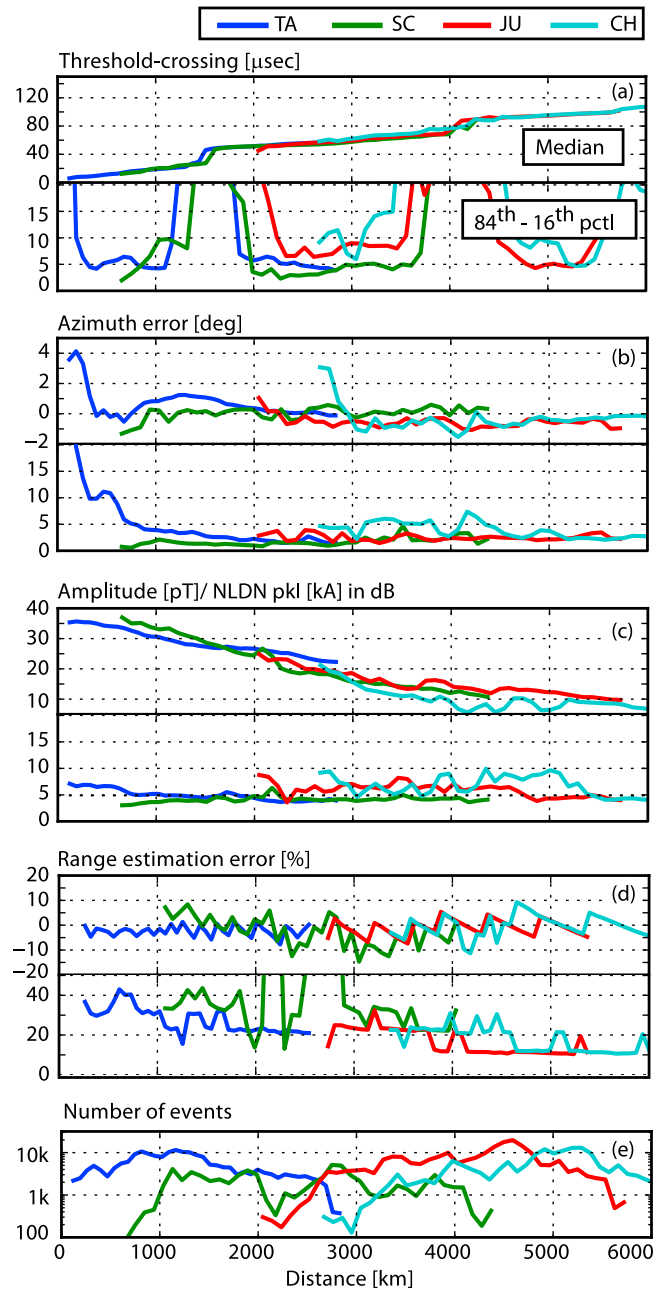 TA SC JU CH
Threshold-crossing [μsec]
(a)
120
80
40
0
Median
84th - 16th pctl
15
10
5
0
Azimuth error [deg]
(b)
4
2
0
−2
15
10
5
0
Amplitude [pT]/ NLDN pkI [kA] in dB
(c)
40
30
20
10
15
10
5
0
Range estimation error [%]
(d)
20
10
0
−10
−20
40
20
0
Number of events
(e)
10k
1k
100
0 1000 2000 3000 4000 5000 6000
Distance [km]